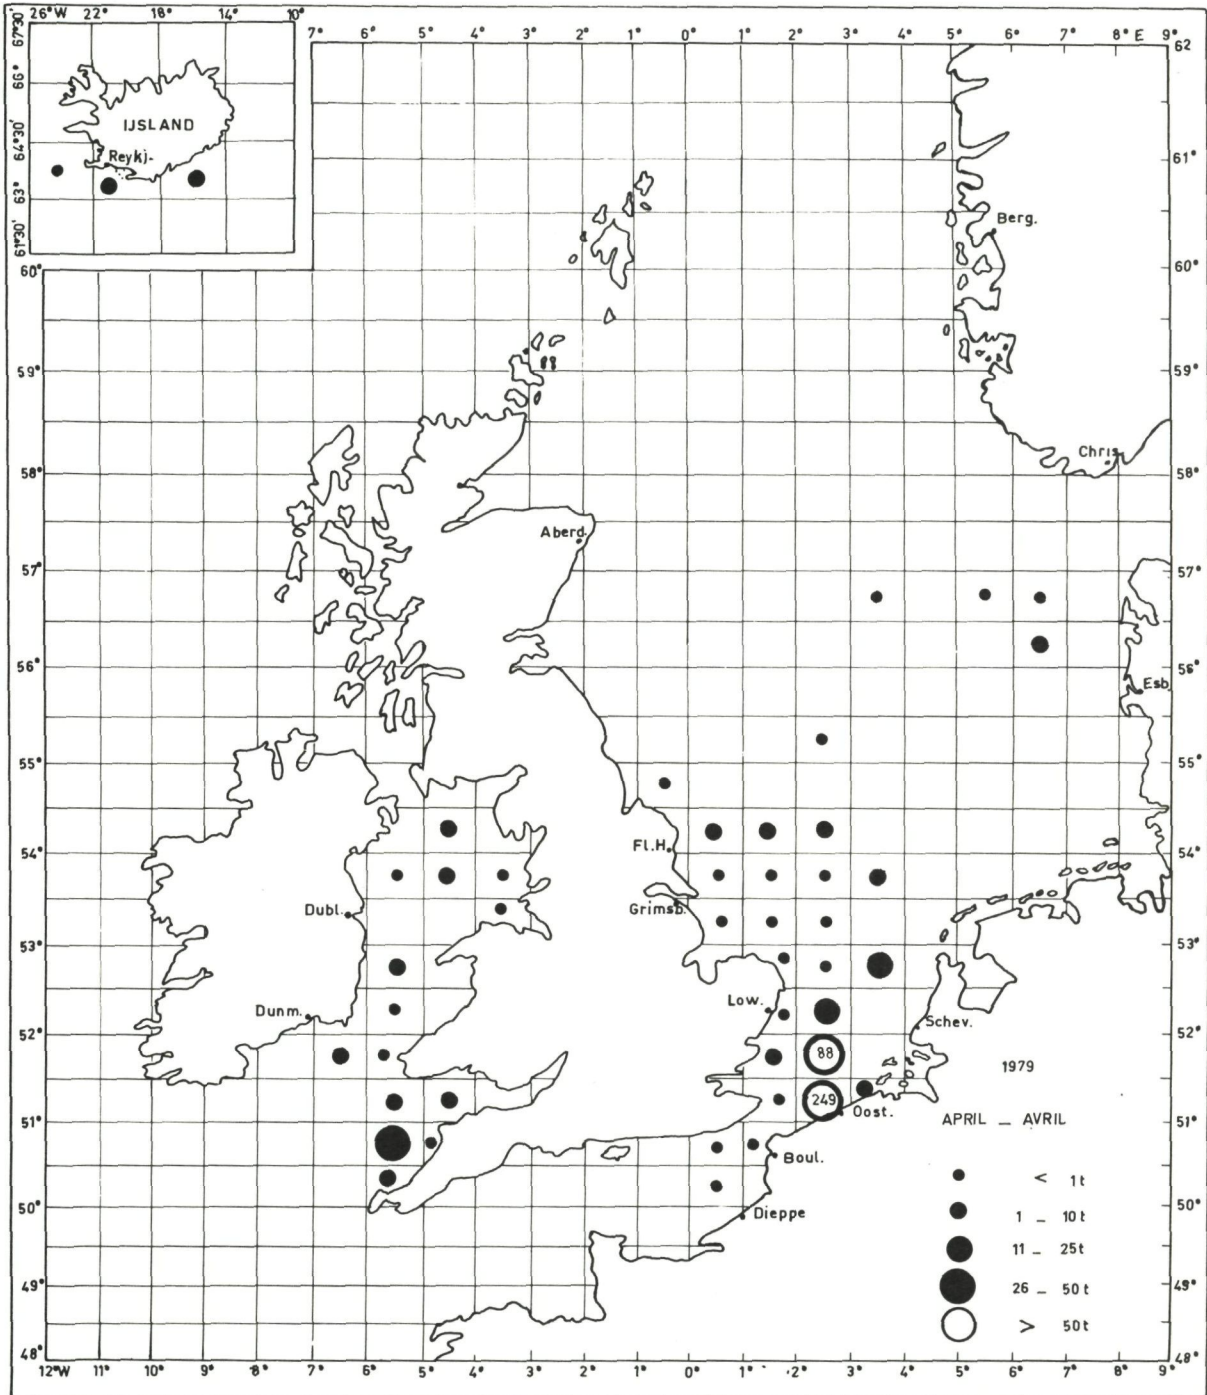 26°W 22° 18° 14° 10°
67°30'
66°
64°30'
63°
61°30'
IJSLAND
Reykj.
7° 6° 5° 4° 3° 2° 1° 0° 1° 2° 3° 4° 5° 6° 7° 8° E 9°
62
61°
60° 60°
59° 59°
58° 58°
57° 57°
56° 56°
55° 55°
54° 54°
53° 53°
52° 52°
51° 51°
50° 50°
49° 49°
48° 48°
Berg.
Chris.
Aberd.
Esb.
Fl.H.
Dubl.
Grimsb.
Dunm.
Low.
Schev.
88
249
Oost.
Boul.
Dieppe
1979
APRIL _ AVRIL
< 1t
1 _ 10t
11 _ 25t
26 _ 50t
> 50t
12°W 11° 10° 9° 8° 7° 6° 5° 4° 3° 2° 1° 0° 1° 2° 3° 4° 5° 6° 7° 8° 9°